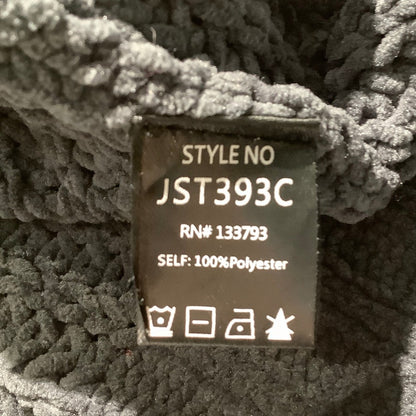 STYLE NO
JST393C
RN# 133793
SELF: 100%Polyester